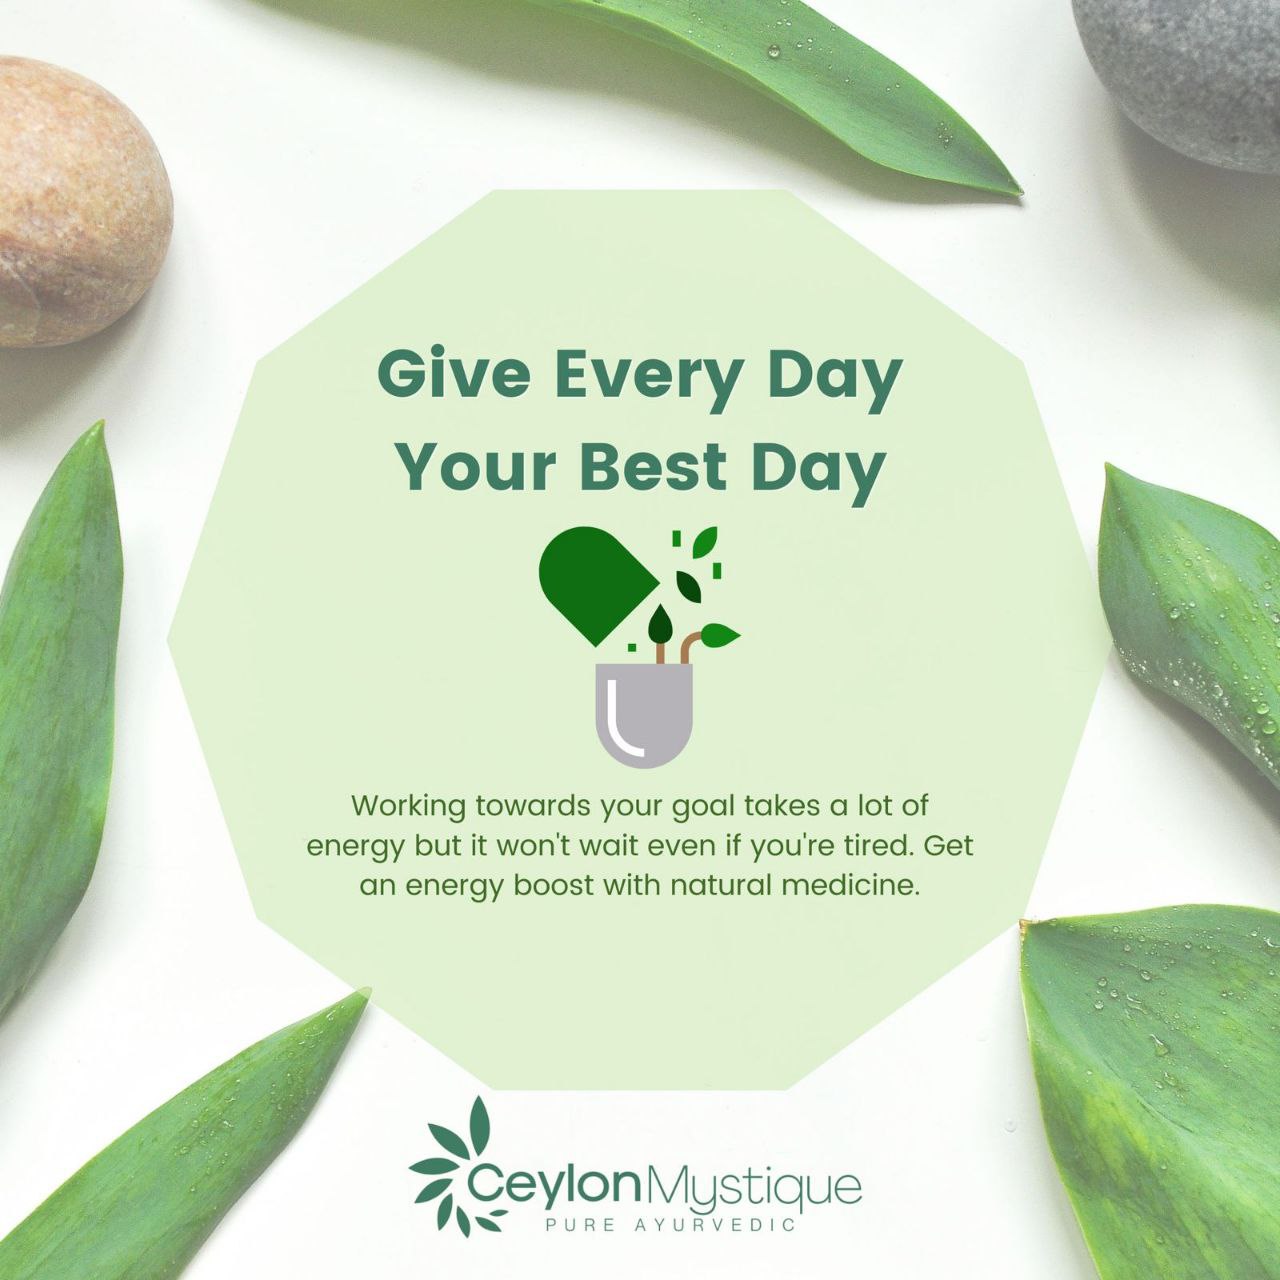 Give Every Day
Your Best Day
Working towards your goal takes a lot of
energy but it won't wait even if you're tired. Get
an energy boost with natural medicine.
CeylonMystique
PURE AYURVEDIC